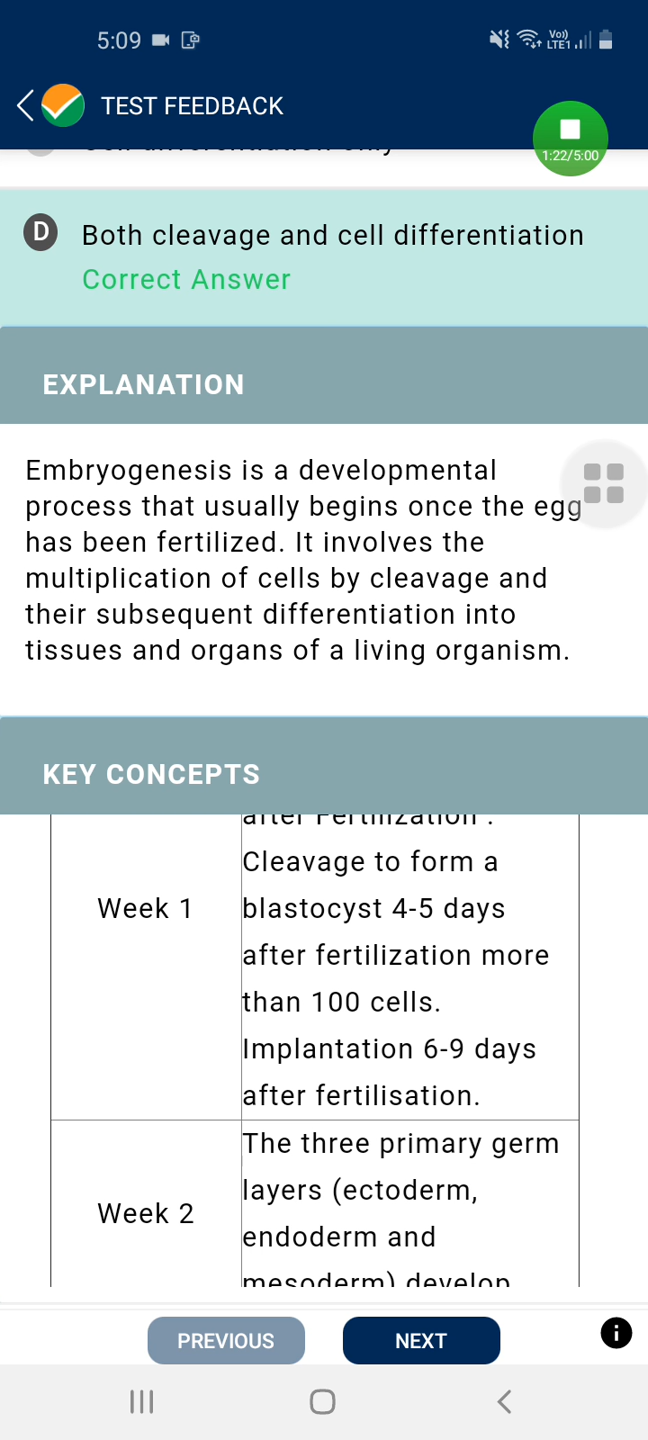 5:09
Vo)
LTE1
TEST FEEDBACK
1:22/5:00
D
Both cleavage and cell differentiation
Correct Answer
EXPLANATION
Embryogenesis is a developmental
process that usually begins once the egg
has been fertilized. It involves the
multiplication of cells by cleavage and
their subsequent differentiation into
tissues and organs of a living organism.
KEY CONCEPTS
after Fertilization .
Week 1
Cleavage to form a
blastocyst 4-5 days
after fertilization more
than 100 cells.
Implantation 6-9 days
after fertilisation.
Week 2
The three primary germ
layers (ectoderm,
endoderm and
mesoderm) develop
PREVIOUS
NEXT
i